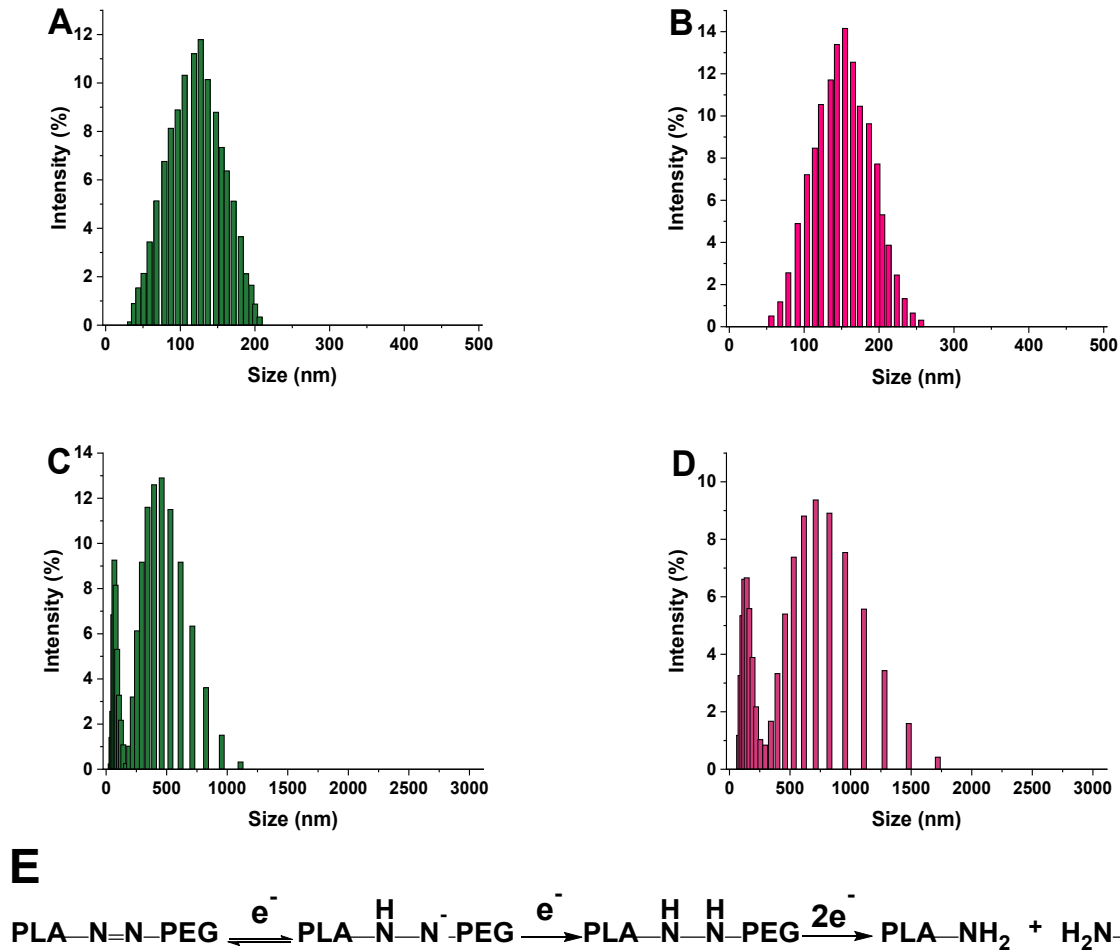 A
B
12
10
8
6
4
2
0
Intensity (%)
0 100 200 300 400 500
Size (nm)
14
12
10
8
6
4
2
0
Intensity (%)
0 100 200 300 400 500
Size (nm)
C
D
14
12
10
8
6
4
2
0
Intensity (%)
0 500 1000 1500 2000 2500 3000
Size (nm)
10
8
6
4
2
0
Intensity (%)
0 500 1000 1500 2000 2500 3000
Size (nm)
E
PLA—N=N—PEG e⁻ PLA—NH—N⁻—PEG e⁻ PLA—NH—NH—PEG 2e⁻ PLA—NH₂ + H₂N—